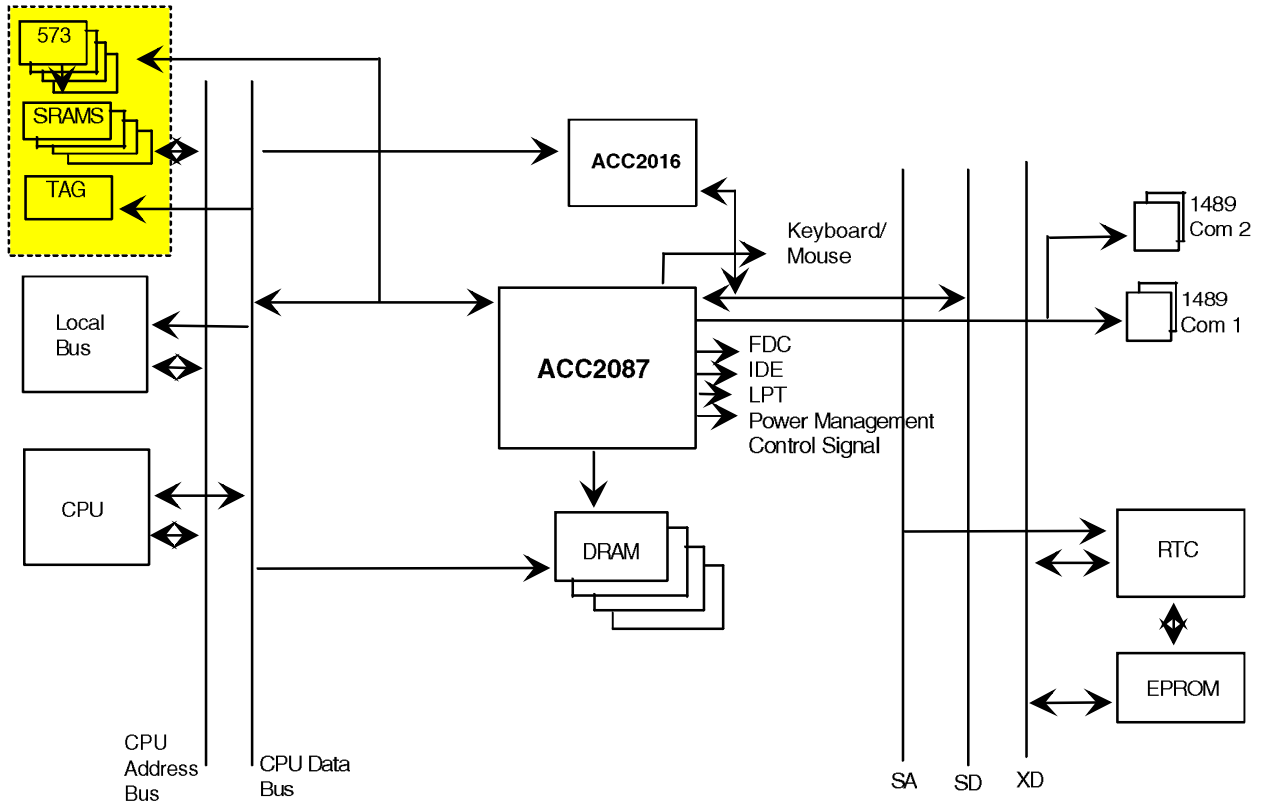 573
SRAMS
TAG
ACC2016
Keyboard/
Mouse
1489
Com 2
1489
Com 1
Local
Bus
ACC2087
FDC
IDE
LPT
Power Management
Control Signal
CPU
DRAM
RTC
EPROM
CPU
Address
Bus
CPU Data
Bus
SA
SD
XD